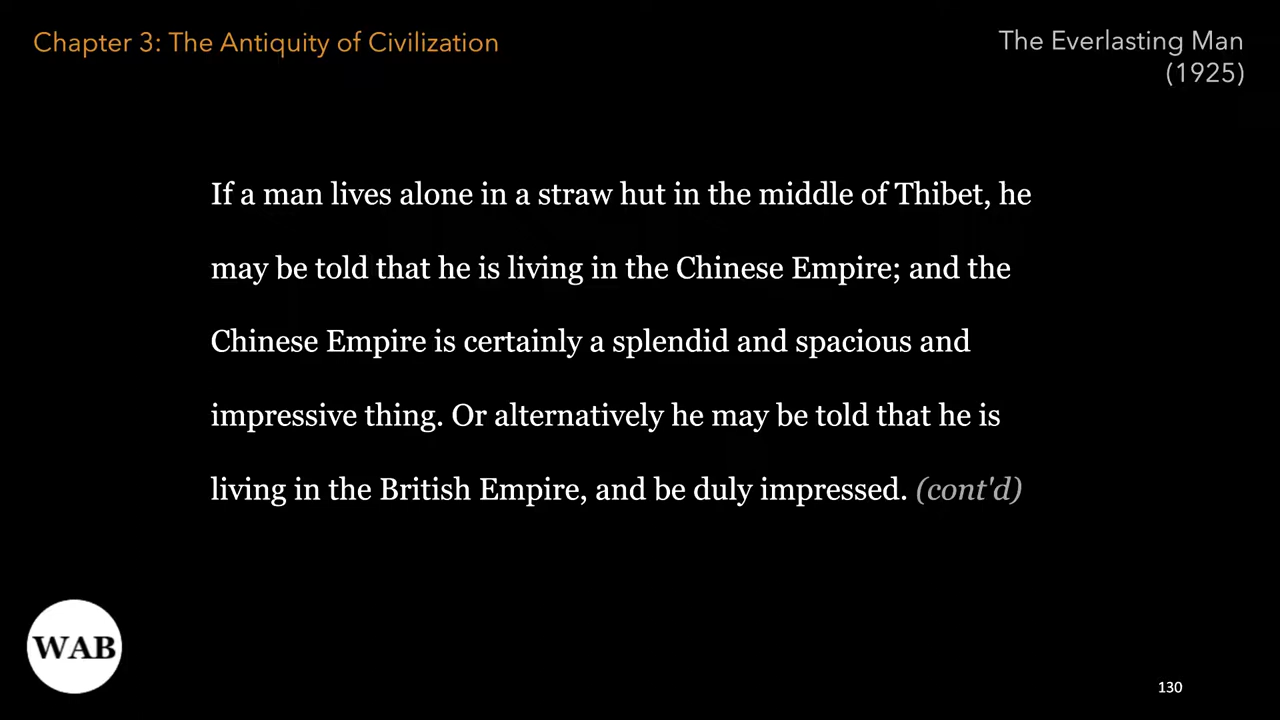 Chapter 3: The Antiquity of Civilization
The Everlasting Man
(1925)
If a man lives alone in a straw hut in the middle of Thibet, he
may be told that he is living in the Chinese Empire; and the
Chinese Empire is certainly a splendid and spacious and
impressive thing. Or alternatively he may be told that he is
living in the British Empire, and be duly impressed. (cont'd)
WAB
130